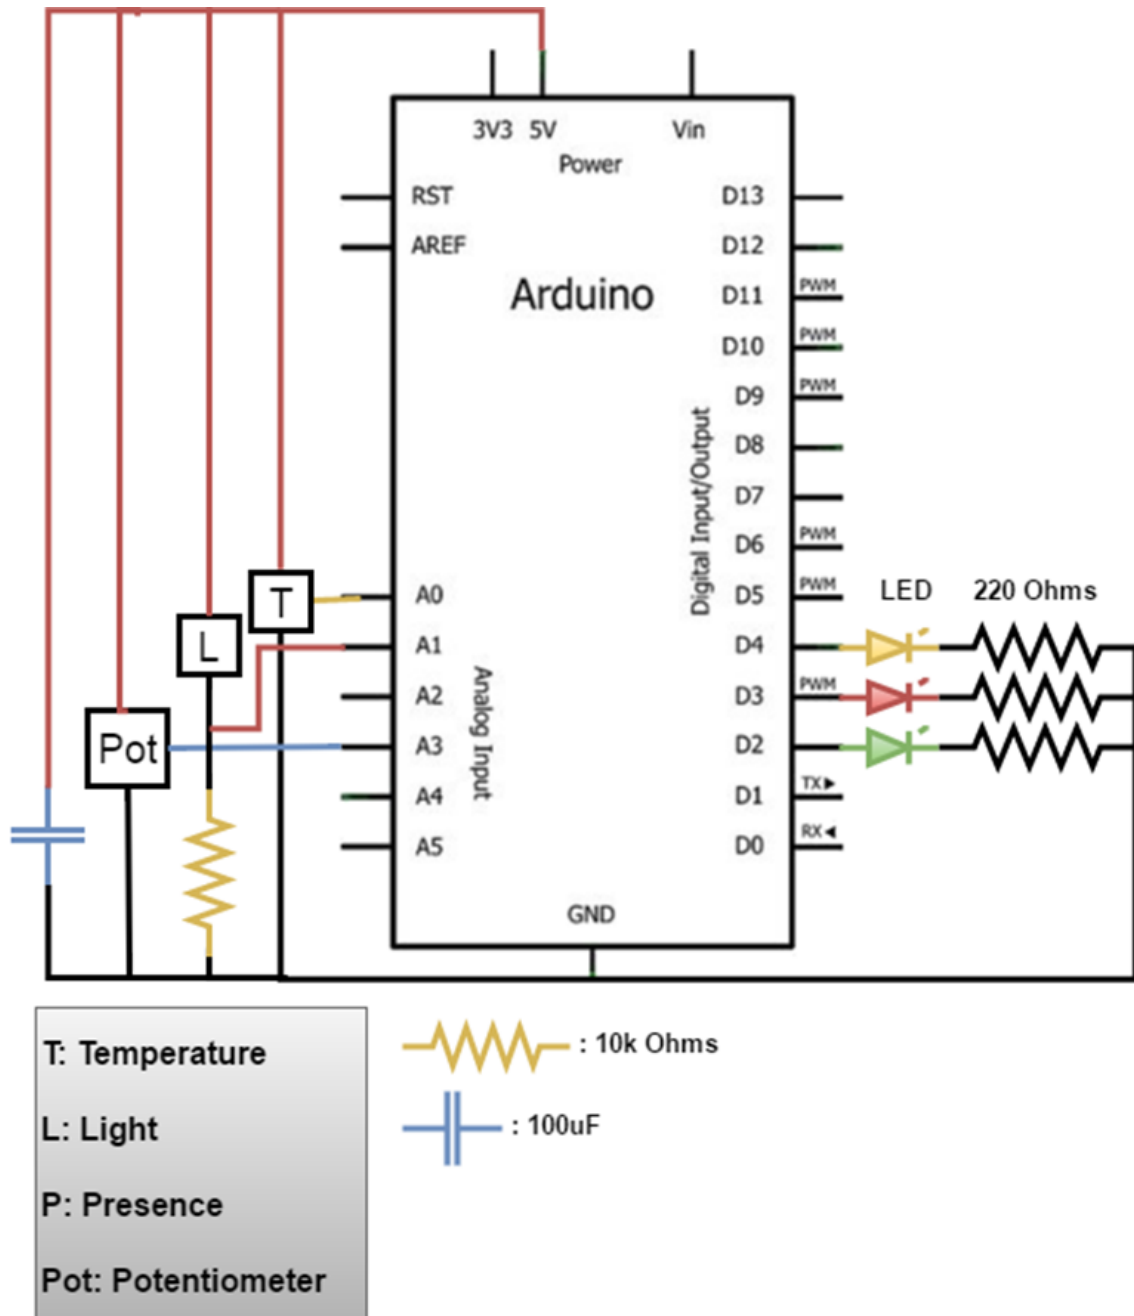 3V3 5V Vin
Power
RST D13
AREF D12
Arduino
D11 PWM
D10 PWM
D9 PWM
D8
D7
D6 PWM
Digital Input/Output
T A0 D5 PWM
LED 220 Ohms
L A1 D4
A2 D3 PWM
Analog Input
Pot A3 D2
A4 D1 TX
A5 D0 RX
GND
T: Temperature
L: Light
P: Presence
Pot: Potentiometer
: 10k Ohms
: 100uF